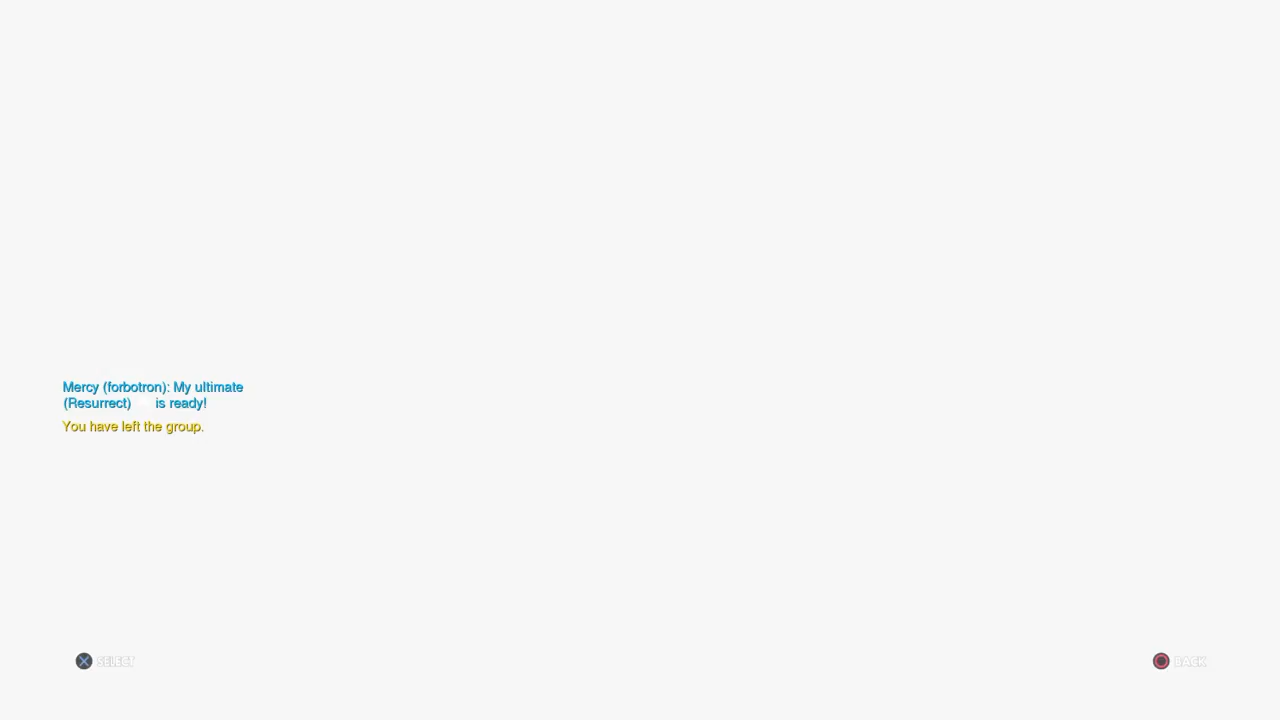 Mercy (forbotron): My ultimate
(Resurrect) is ready!
You have left the group.
SELECT
BACK